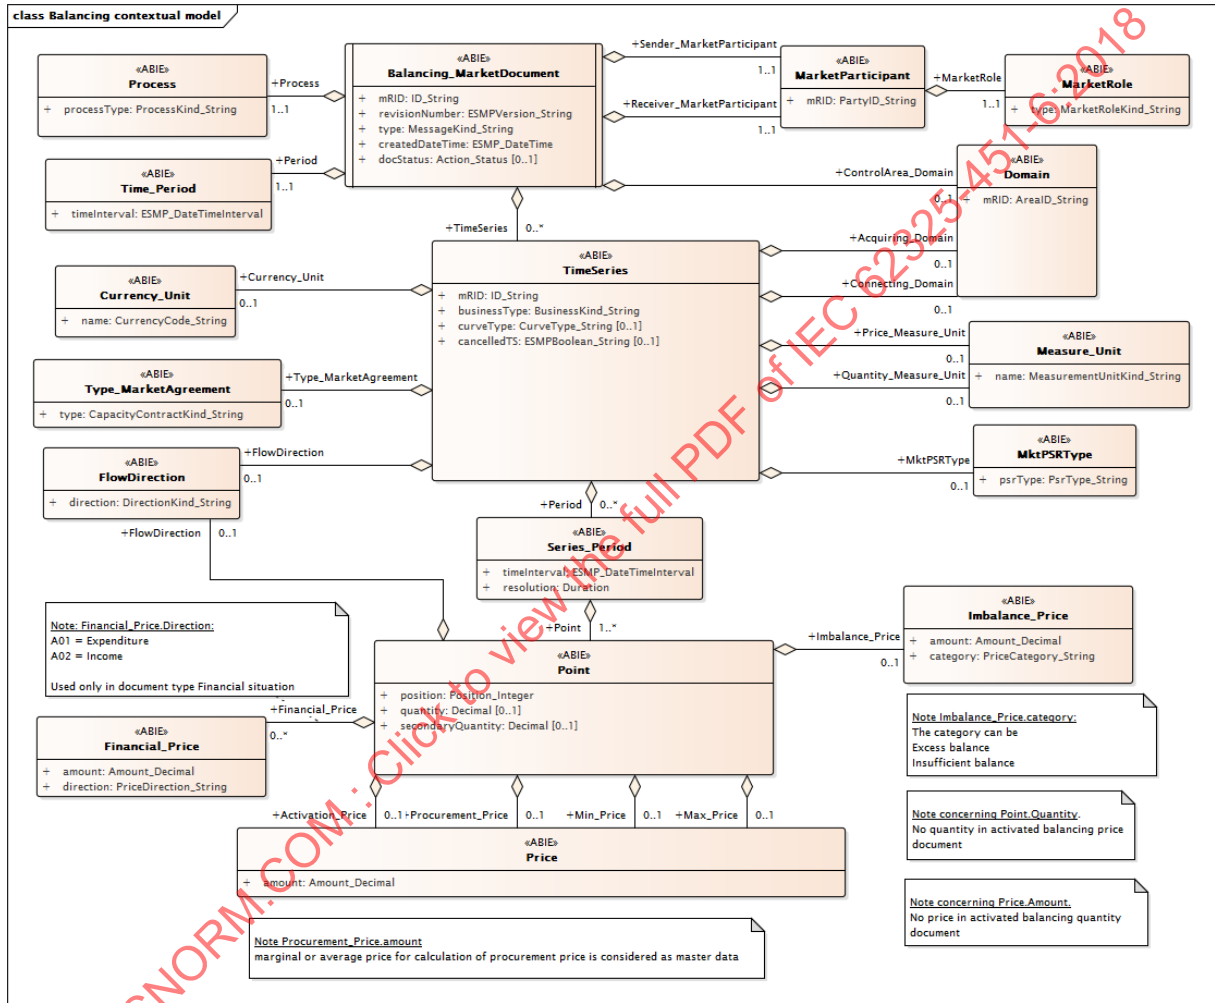 class Balancing contextual model
«ABIE»
Process
+ processType: ProcessKind_String
+Process
1..1
«ABIE»
Balancing_MarketDocument
+ mRID: ID_String
+ revisionNumber: ESMPVersion_String
+ type: MessageKind_String
+ createdDateTime: ESMP_DateTime
+ docStatus: Action_Status [0..1]
+Sender_MarketParticipant
1..1
+Receiver_MarketParticipant
1..1
«ABIE»
MarketParticipant
+ mRID: PartyID_String
+MarketRole
1..1
«ABIE»
MarketRole
+ type: MarketRoleKind_String
«ABIE»
Time_Period
+ timeInterval: ESMP_DateTimeInterval
+Period
1..1
+ControlArea_Domain
0..1
«ABIE»
Domain
+ mRID: AreaID_String
+TimeSeries
0..*
+Acquiring_Domain
0..1
+Connecting_Domain
0..1
«ABIE»
TimeSeries
+ mRID: ID_String
+ businessType: BusinessKind_String
+ curveType: CurveType_String [0..1]
+ cancelledTS: ESMPBoolean_String [0..1]
«ABIE»
Currency_Unit
+ name: CurrencyCode_String
+Currency_Unit
0..1
+Price_Measure_Unit
0..1
+Quantity_Measure_Unit
0..1
«ABIE»
Measure_Unit
+ name: MeasurementUnitKind_String
«ABIE»
Type_MarketAgreement
+ type: CapacityContractKind_String
+Type_MarketAgreement
0..1
«ABIE»
FlowDirection
+ direction: DirectionKind_String
+FlowDirection
0..1
+FlowDirection
0..1
+MktPSRType
0..1
«ABIE»
MktPSRType
+ psrType: PsrType_String
+Period
0..*
«ABIE»
Series_Period
+ timeInterval: ESMP_DateTimeInterval
+ resolution: Duration
+Point
1..*
Note: Financial_Price.Direction:
A01 = Expenditure
A02 = Income
Used only in document type Financial situation
«ABIE»
Point
+ position: Position_Integer
+ quantity: Decimal [0..1]
+ secondaryQuantity: Decimal [0..1]
+Imbalance_Price
0..1
«ABIE»
Imbalance_Price
+ amount: Amount_Decimal
+ category: PriceCategory_String
+Financial_Price
0..*
«ABIE»
Financial_Price
+ amount: Amount_Decimal
+ direction: PriceDirection_String
Note Imbalance_Price.category:
The category can be
Excess balance
Insufficient balance
+Activation_Price
0..1
+Procurement_Price
0..1
+Min_Price
0..1
+Max_Price
0..1
«ABIE»
Price
+ amount: Amount_Decimal
Note concerning Point.Quantity.
No quantity in activated balancing price
document
Note concerning Price.Amount.
No price in activated balancing quantity
document
Note Procurement_Price.amount
marginal or average price for calculation of procurement price is considered as master data
SNORM.COM : Click to view the full PDF of IEC 62325-451-6:2018